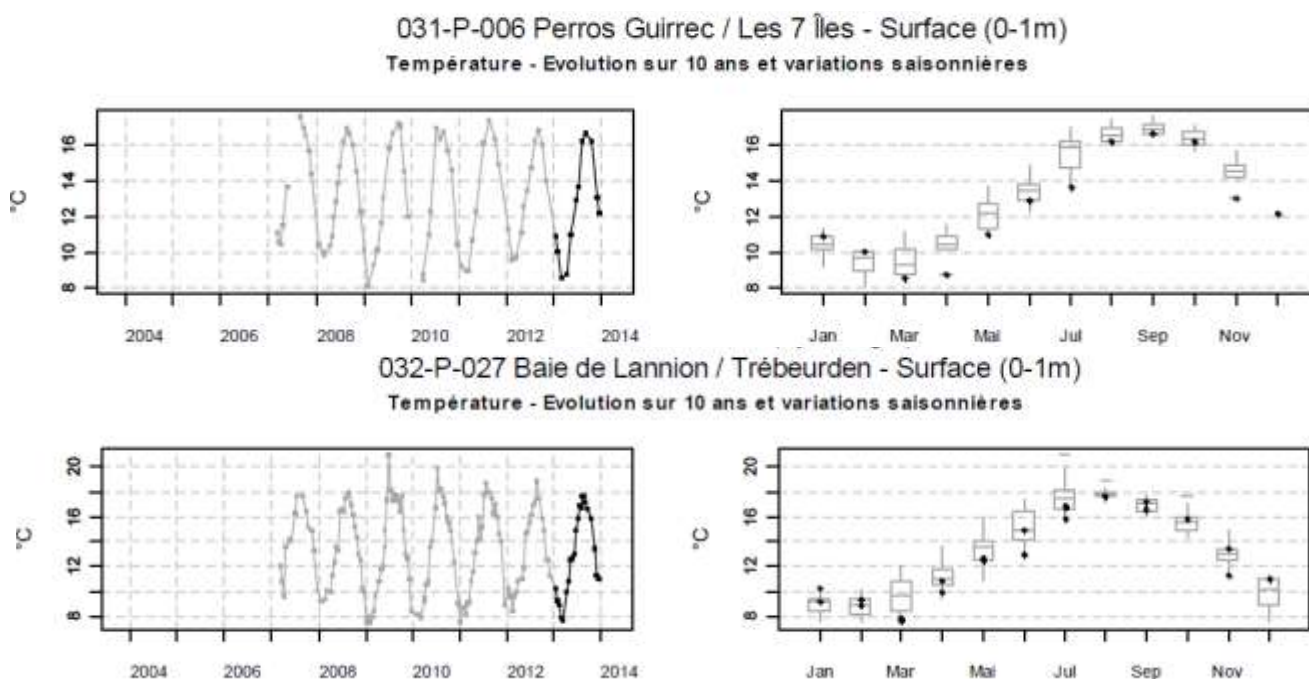 031-P-006 Perros Guirrec / Les 7 Îles - Surface (0-1m)
Température - Evolution sur 10 ans et variations saisonnières
°C
16
14
12
10
8
2004 2006 2008 2010 2012 2014
°C
16
14
12
10
8
Jan Mar Mai Jul Sep Nov
032-P-027 Baie de Lannion / Trébeurden - Surface (0-1m)
Température - Evolution sur 10 ans et variations saisonnières
°C
20
16
12
8
2004 2006 2008 2010 2012 2014
°C
20
16
12
8
Jan Mar Mai Jul Sep Nov